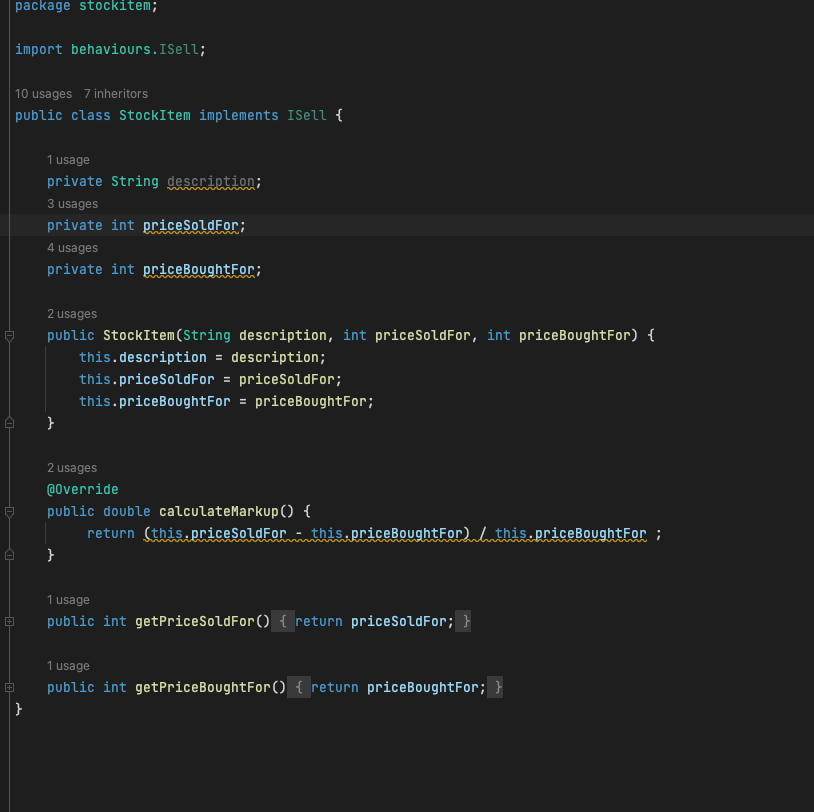 package stockitem;
import behaviours.ISell;
10 usages 7 inheritors
public class StockItem implements ISell {
1 usage
private String description;
3 usages
private int priceSoldFor;
4 usages
private int priceBoughtFor;
2 usages
public StockItem(String description, int priceSoldFor, int priceBoughtFor) {
this.description = description;
this.priceSoldFor = priceSoldFor;
this.priceBoughtFor = priceBoughtFor;
}
2 usages
@Override
public double calculateMarkup() {
return (this.priceSoldFor - this.priceBoughtFor) / this.priceBoughtFor ;
}
1 usage
public int getPriceSoldFor() { return priceSoldFor; }
1 usage
public int getPriceBoughtFor() { return priceBoughtFor; }
}